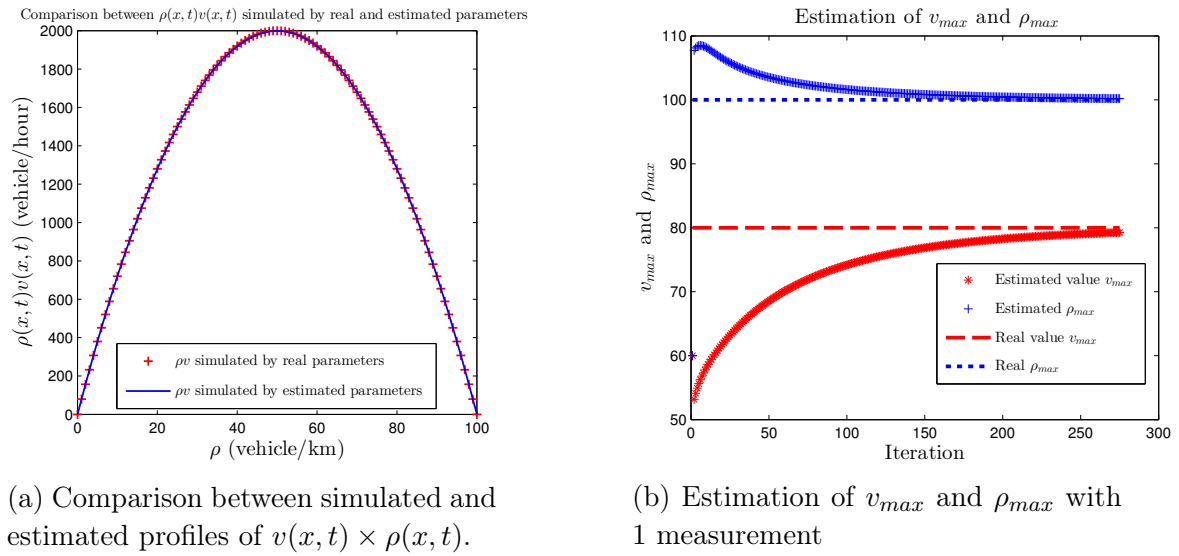 Comparison between ρ(x, t)v(x, t) simulated by real and estimated parameters
2000
1800
1600
1400
1200
1000
800
600
400
200
0
ρ(x, t)v(x, t) (vehicle/hour)
ρv simulated by real parameters
ρv simulated by estimated parameters
0 20 40 60 80 100
ρ (vehicle/km)
(a) Comparison between simulated and
estimated profiles of v(x, t) × ρ(x, t).
Estimation of v_max and ρ_max
110
100
90
80
70
60
50
v_max and ρ_max
Estimated value v_max
Estimated ρ_max
Real value v_max
Real ρ_max
0 50 100 150 200 250 300
Iteration
(b) Estimation of v_max and ρ_max with
1 measurement